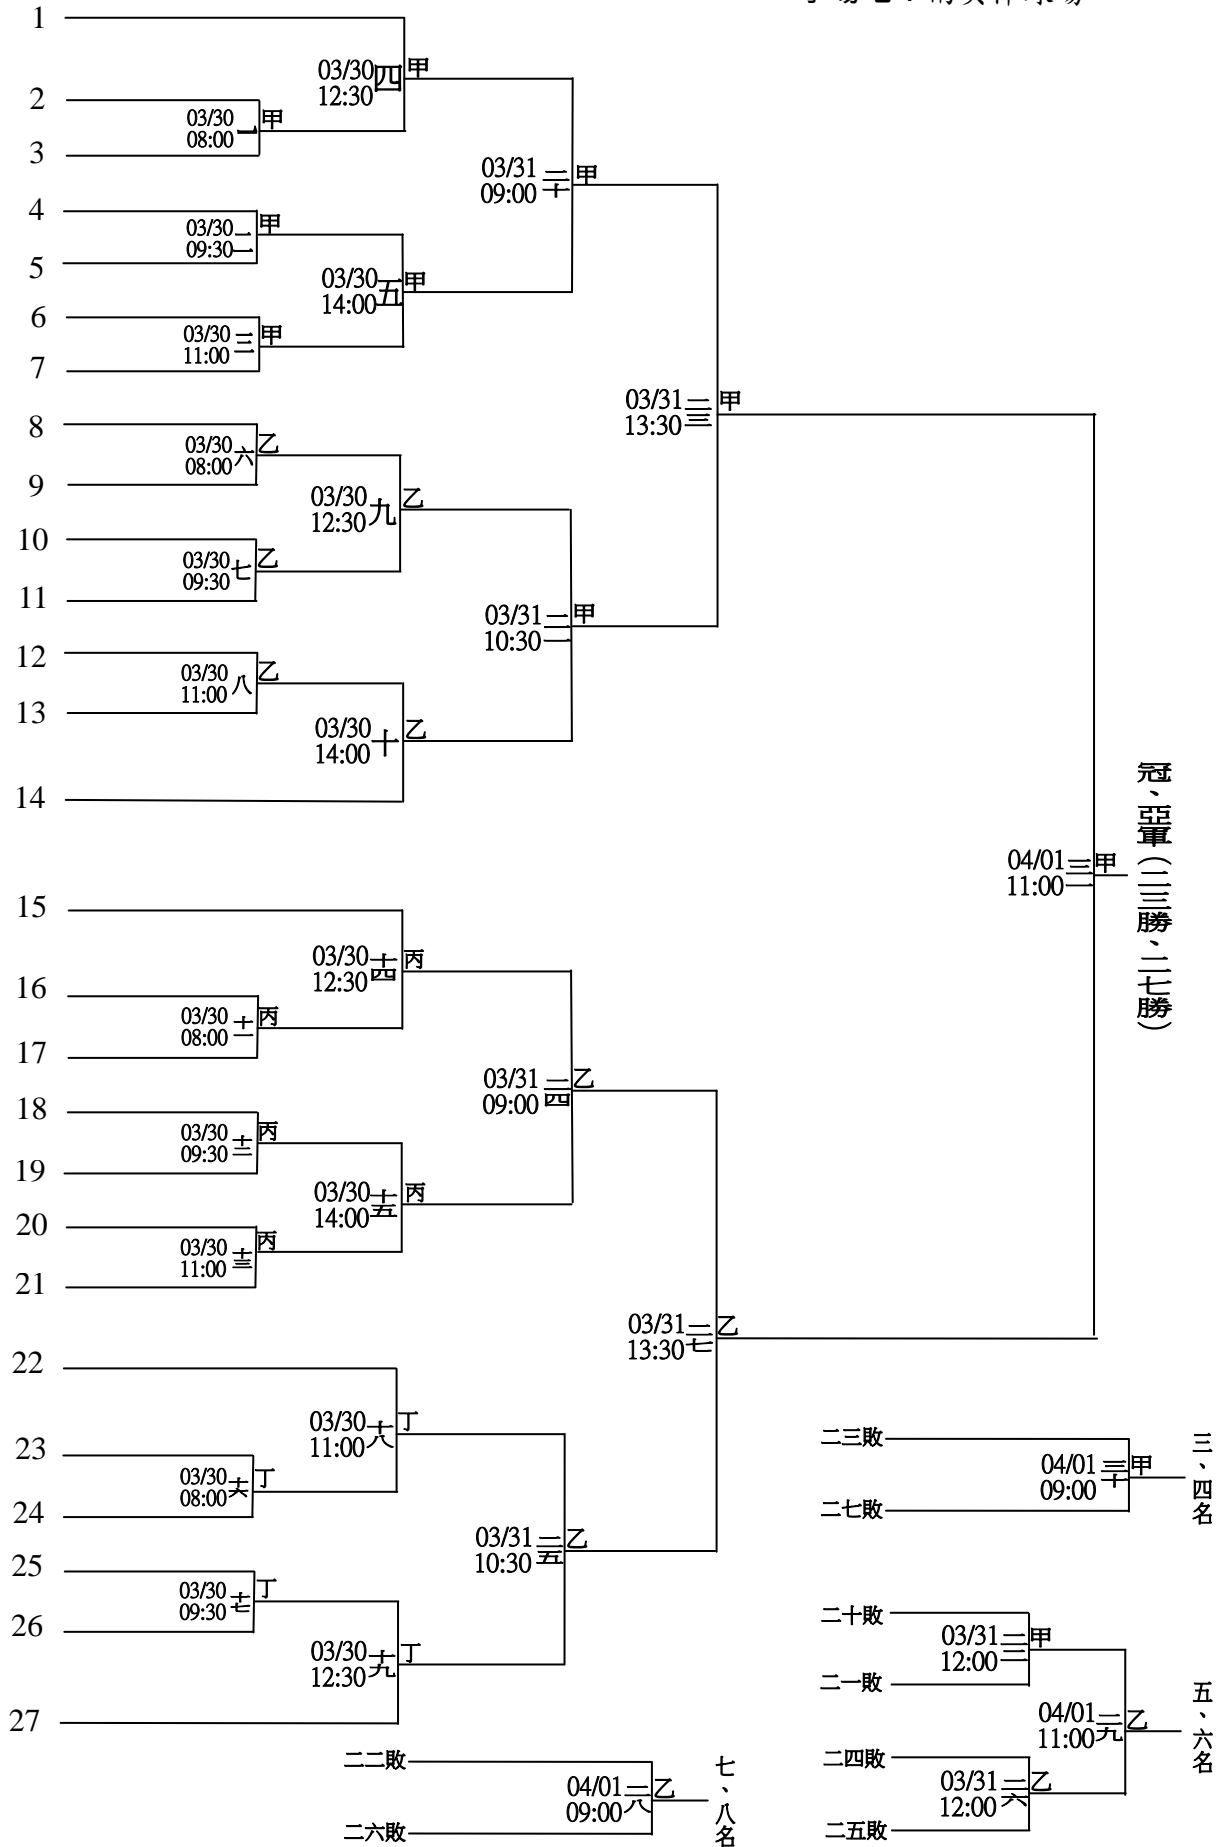 1
03/30 四 甲
12:30
2
03/30 一 甲
08:00
3
03/31 二十 甲
09:00
4
03/30 二 甲
09:30
5
03/30 五 甲
14:00
6
03/30 三 甲
11:00
7
03/31 二三 甲
13:30
8
03/30 六 乙
08:00
9
03/30 九 乙
12:30
10
03/30 七 乙
09:30
11
03/31 二一 甲
10:30
12
03/30 八 乙
11:00
13
03/30 十 乙
14:00
14
冠、亞軍(二三勝、二七勝)
04/01 三一 甲
11:00
15
03/30 十四 丙
12:30
16
03/30 十一 丙
08:00
17
03/31 二四 乙
09:00
18
03/30 十二 丙
09:30
19
03/30 十五 丙
14:00
20
03/30 十三 丙
11:00
21
03/31 二七 乙
13:30
22
03/30 十八 丁
11:00
23
03/30 十六 丁
08:00
24
03/31 二五 乙
10:30
25
03/30 十七 丁
09:30
26
03/30 十九 丁
12:30
27
二三敗
04/01 三十 甲
09:00
二七敗
三、四名
二十敗
03/31 二二 甲
12:00
二一敗
04/01 二九 乙
11:00
五、六名
二四敗
03/31 二六 乙
12:00
二五敗
二二敗
04/01 二八 乙
09:00
二六敗
七、八名